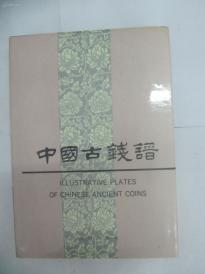 中國古錢譜
ILLUSTRATIVE PLATES
OF CHINESE ANCIENT COINS